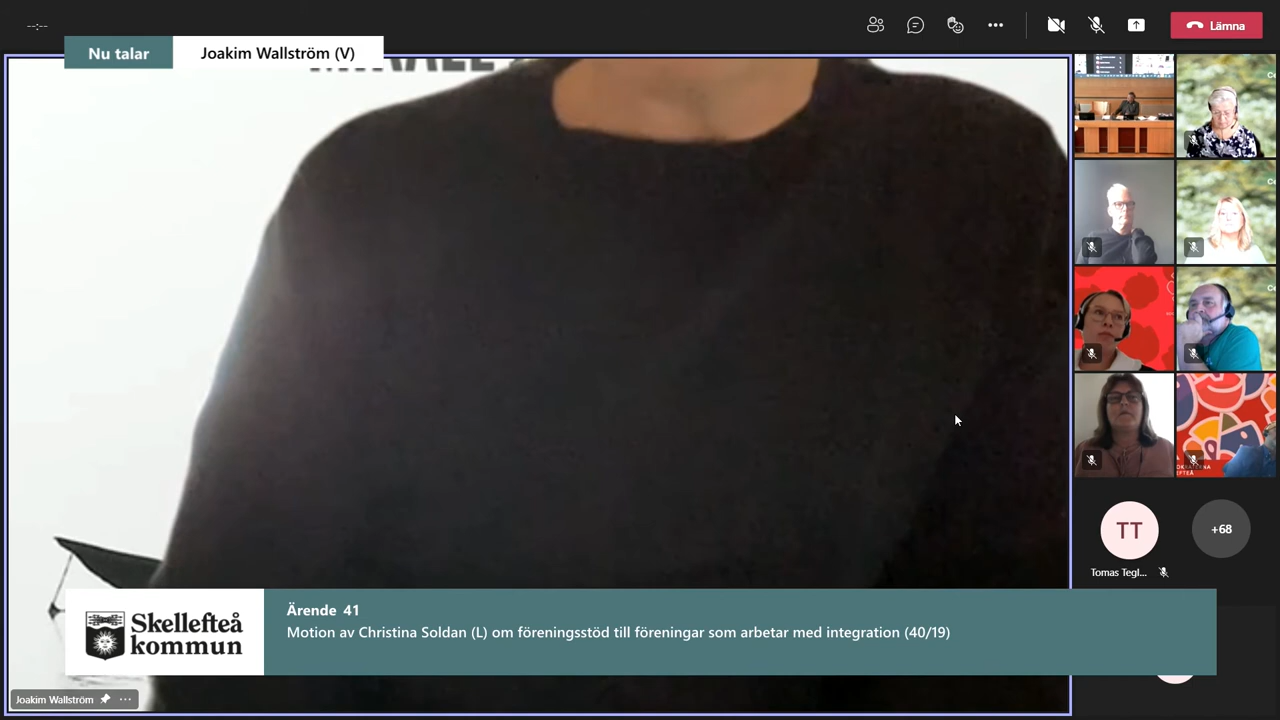 --:--
Lämna
Nu talar
Joakim Wallström (V)
TT
+68
Tomas Tegl...
Skellefteå
kommun
Ärende 41
Motion av Christina Soldan (L) om föreningsstöd till föreningar som arbetar med integration (40/19)
Joakim Wallström